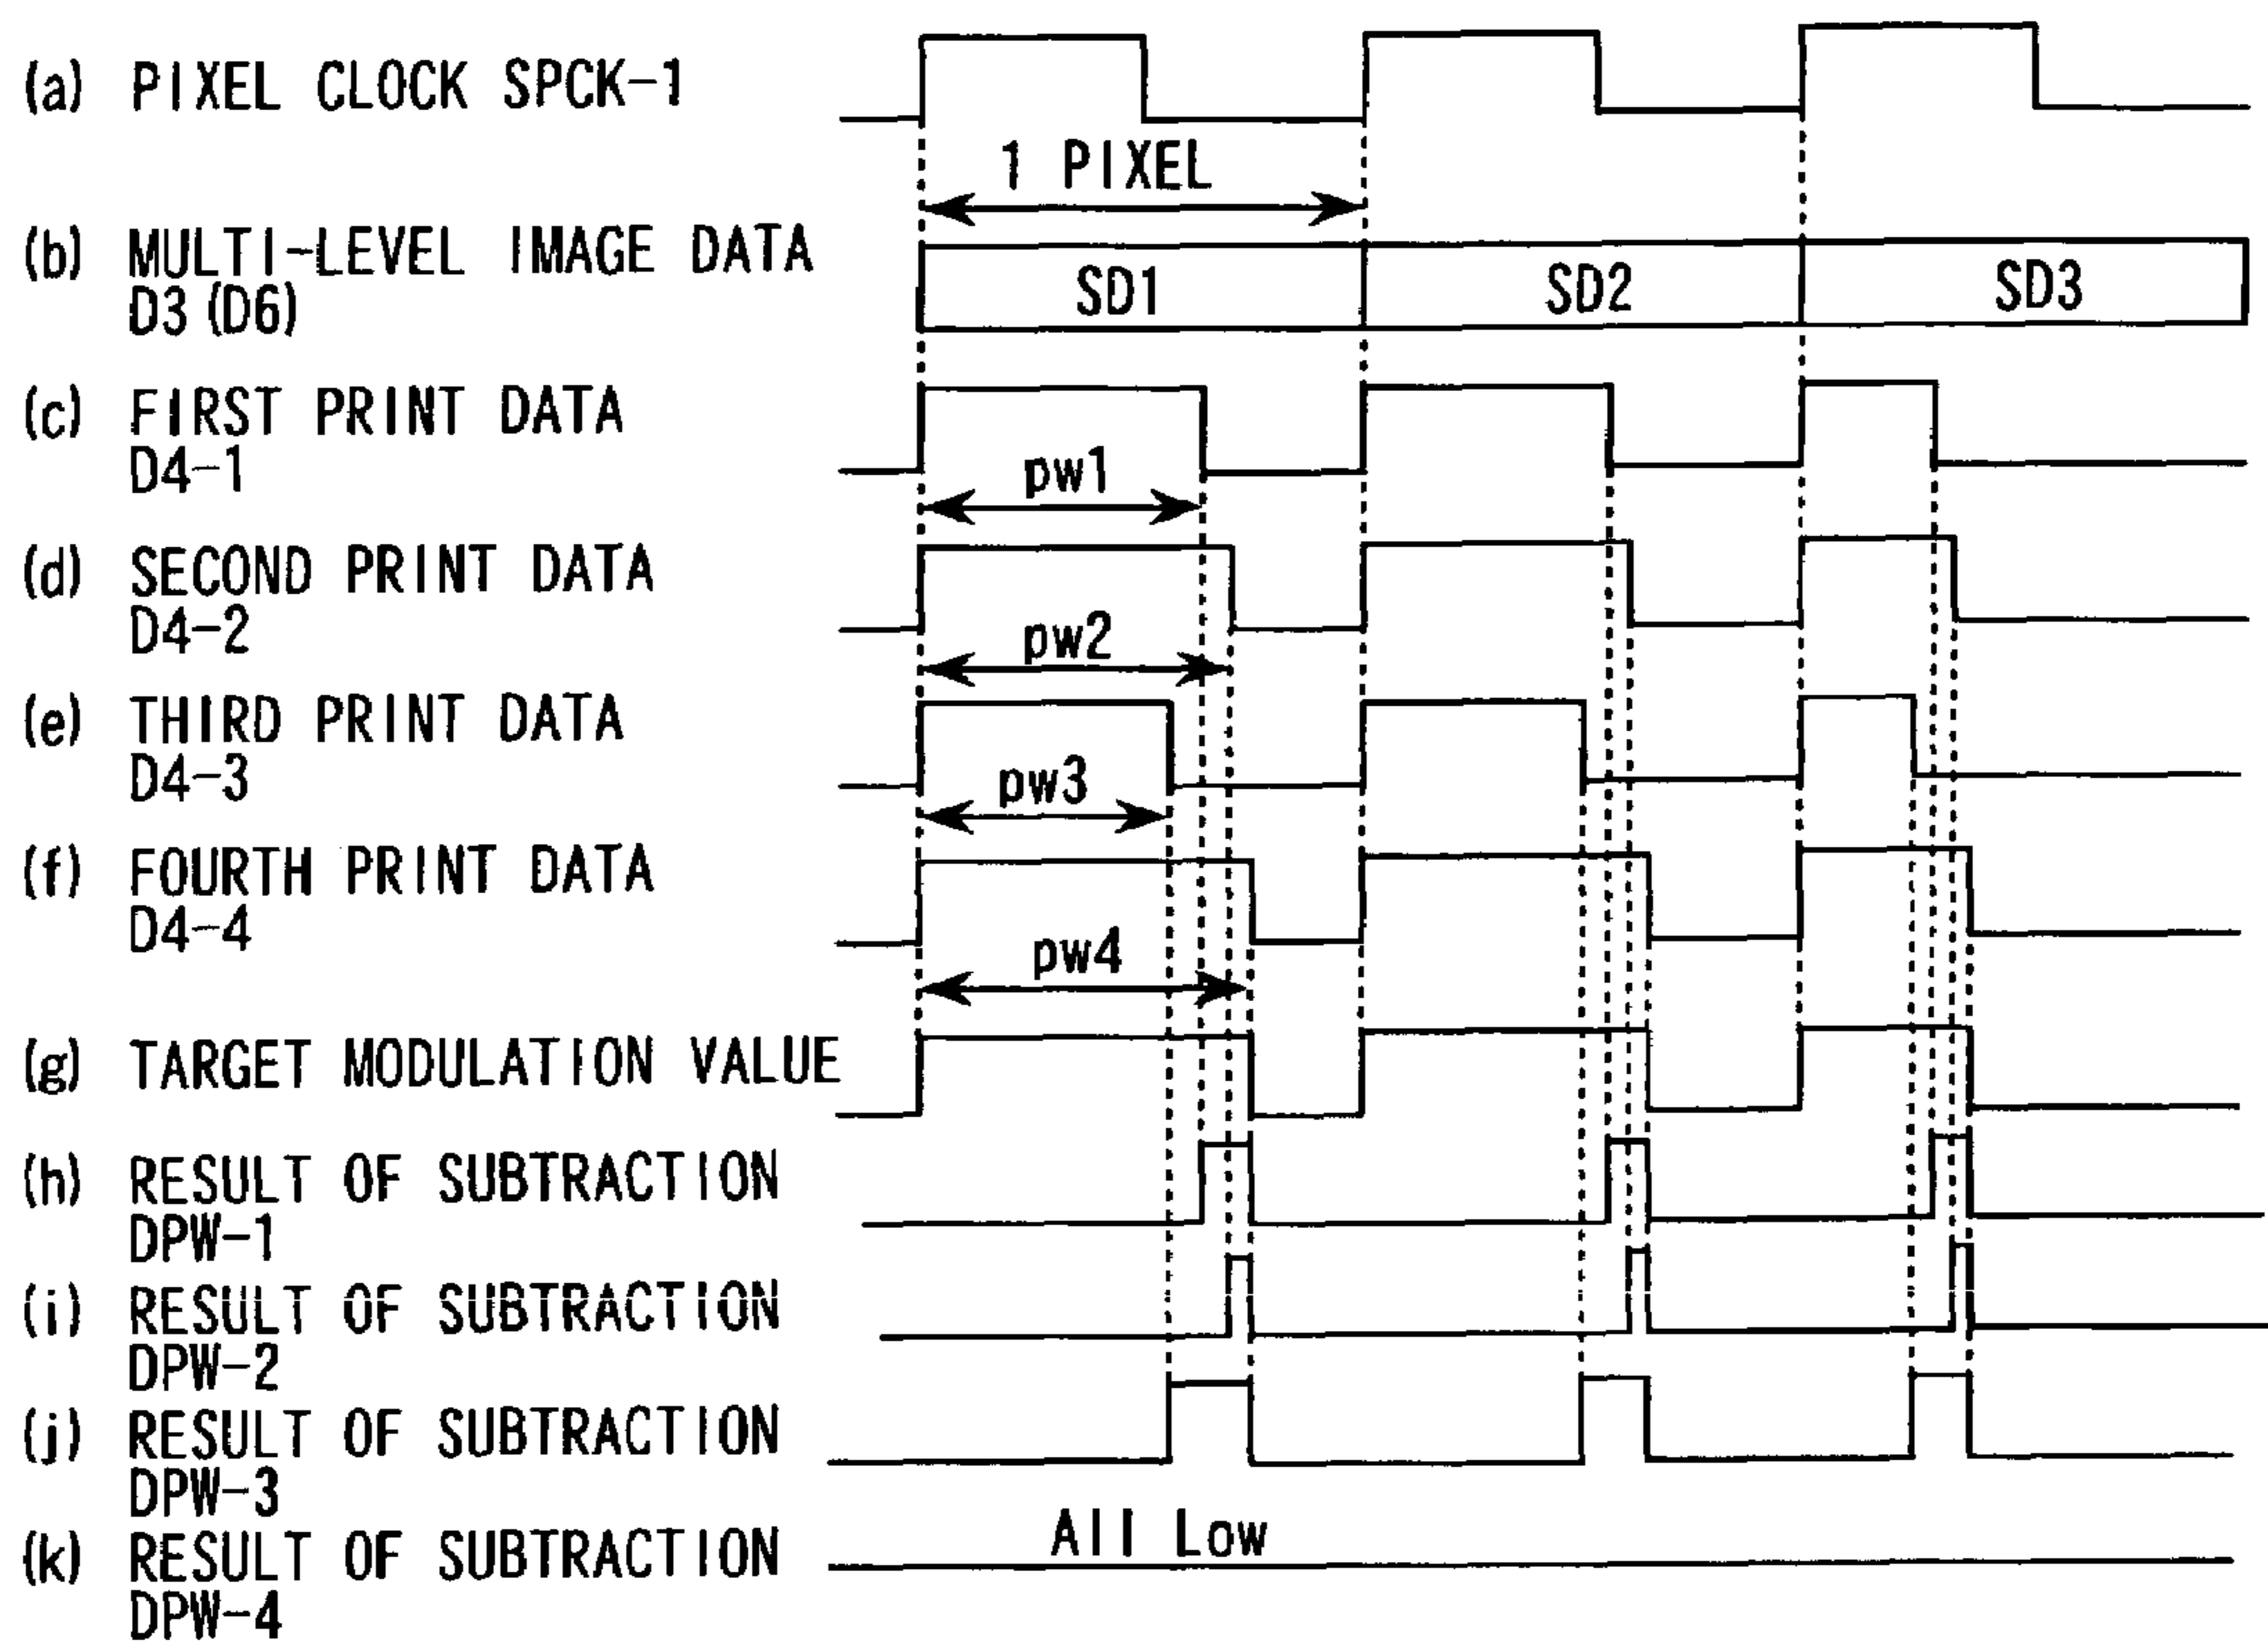 (a) PIXEL CLOCK SPCK-1
1 PIXEL
(b) MULTI-LEVEL IMAGE DATA
D3 (D6)
SD1 SD2 SD3
(c) FIRST PRINT DATA
D4-1
pw1
(d) SECOND PRINT DATA
D4-2
pw2
(e) THIRD PRINT DATA
D4-3
pw3
(f) FOURTH PRINT DATA
D4-4
pw4
(g) TARGET MODULATION VALUE
(h) RESULT OF SUBTRACTION
DPW-1
(i) RESULT OF SUBTRACTION
DPW-2
(j) RESULT OF SUBTRACTION
DPW-3
All Low
(k) RESULT OF SUBTRACTION
DPW-4